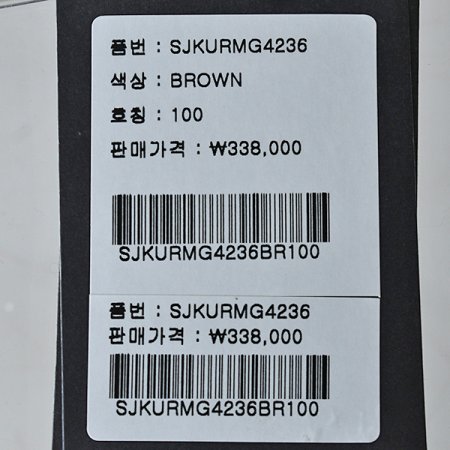 품번 : SJKURMG4236
색상 : BROWN
호칭 : 100
판매가격 : ₩338,000
SJKURMG4236BR100
품번 : SJKURMG4236
판매가격 : ₩338,000
SJKURMG4236BR100